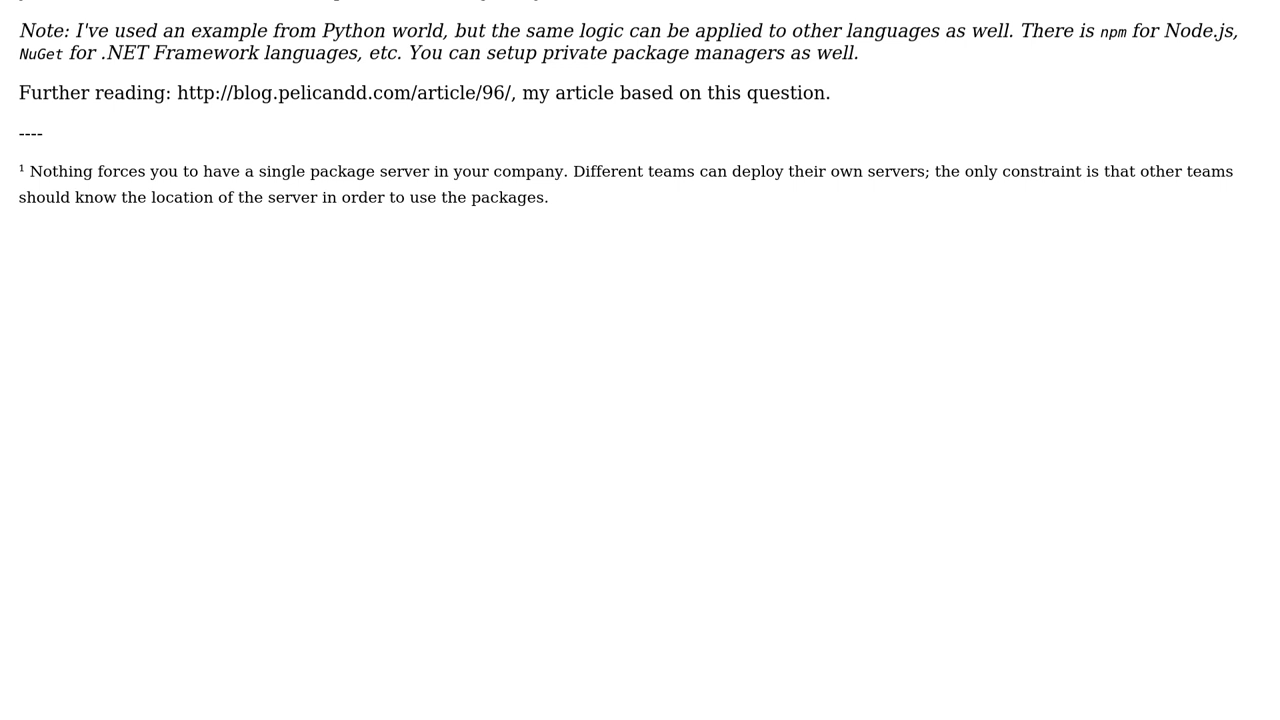 Note: I've used an example from Python world, but the same logic can be applied to other languages as well. There is npm for Node.js,
NuGet for .NET Framework languages, etc. You can setup private package managers as well.
Further reading: http://blog.pelicandd.com/article/96/, my article based on this question.
----
¹ Nothing forces you to have a single package server in your company. Different teams can deploy their own servers; the only constraint is that other teams
should know the location of the server in order to use the packages.